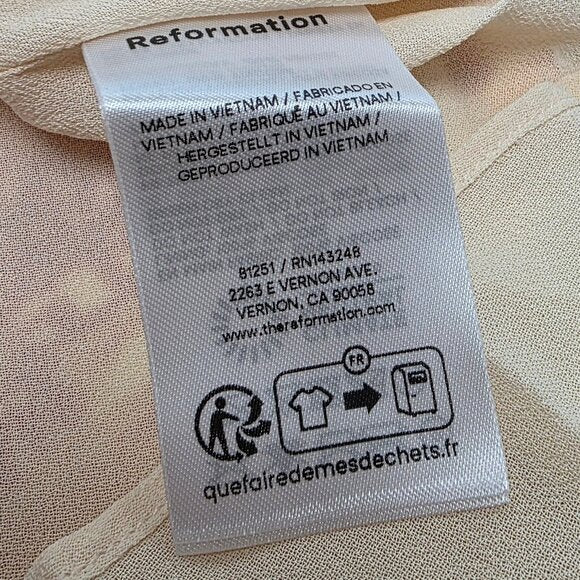 Reformation
MADE IN VIETNAM / FABRICADO EN
VIETNAM / FABRIQUÉ AU VIETNAM /
HERGESTELLT IN VIETNAM
GEPRODUCEERD IN VIETNAM
81251 / RN143248
2263 E VERNON AVE.
VERNON, CA 90058
www.thereformation.com
FR
quefairedemesdechets.fr